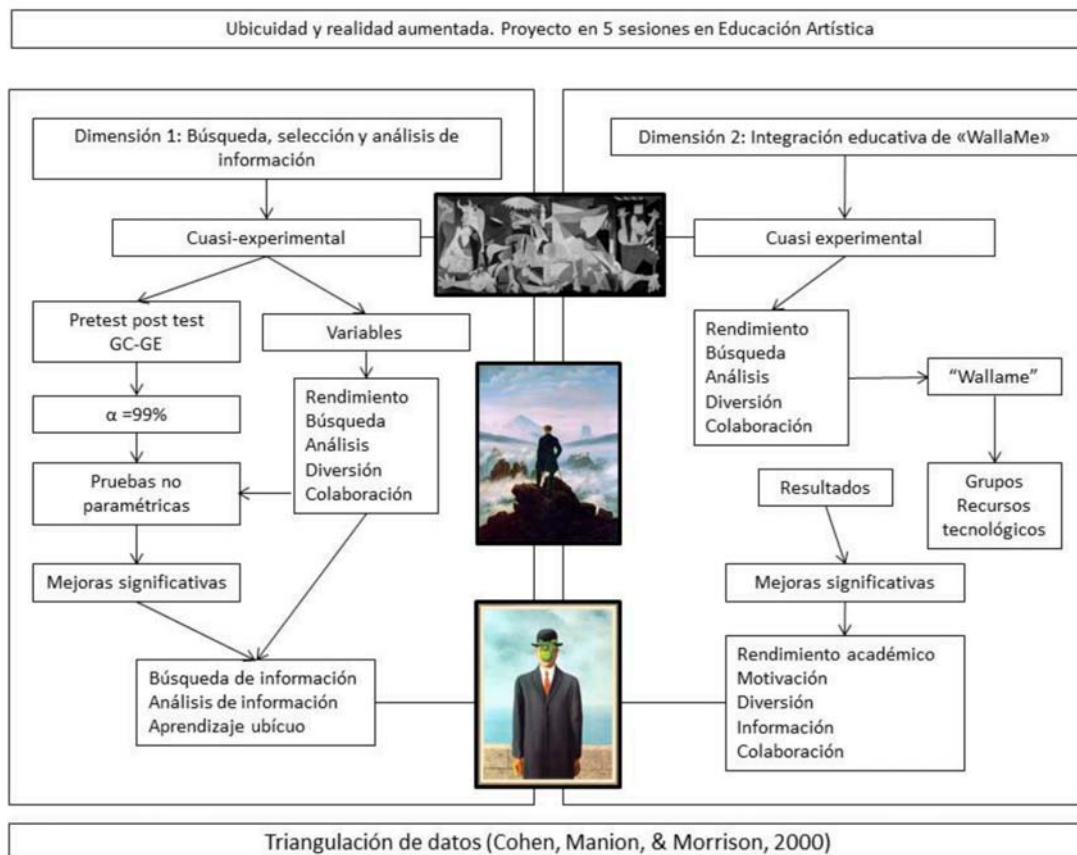 Ubicuidad y realidad aumentada. Proyecto en 5 sesiones en Educación Artística
Dimensión 1: Búsqueda, selección y análisis de
información
Cuasi-experimental
Pretest post test
GC-GE
Variables
α =99%
Rendimiento
Búsqueda
Análisis
Diversión
Colaboración
Pruebas no
paramétricas
Mejoras significativas
Búsqueda de información
Análisis de información
Aprendizaje ubícuo
Dimensión 2: Integración educativa de «WallaMe»
Cuasi experimental
Rendimiento
Búsqueda
Análisis
Diversión
Colaboración
“Wallame”
Grupos
Recursos
tecnológicos
Resultados
Mejoras significativas
Rendimiento académico
Motivación
Diversión
Información
Colaboración
Triangulación de datos (Cohen, Manion, & Morrison, 2000)